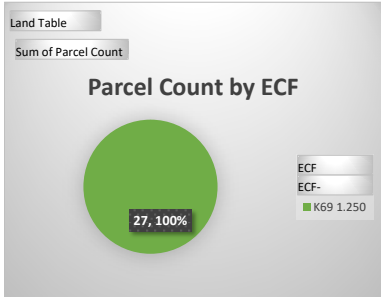 Land Table
Sum of Parcel Count
Parcel Count by ECF
27, 100%
ECF
ECF-
K69 1.250